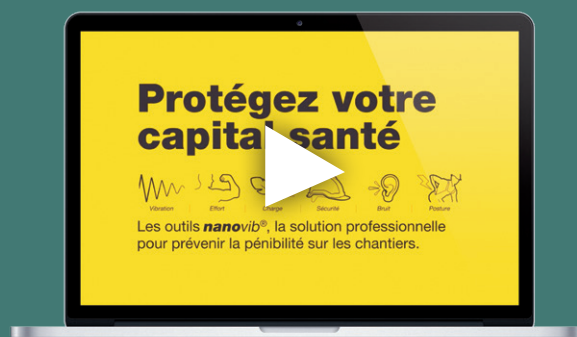 Protégez votre
capital santé
Vibration Effort Charge Sécurité Bruit Posture
Les outils nanovib®, la solution professionnelle
pour prévenir la pénibilité sur les chantiers.